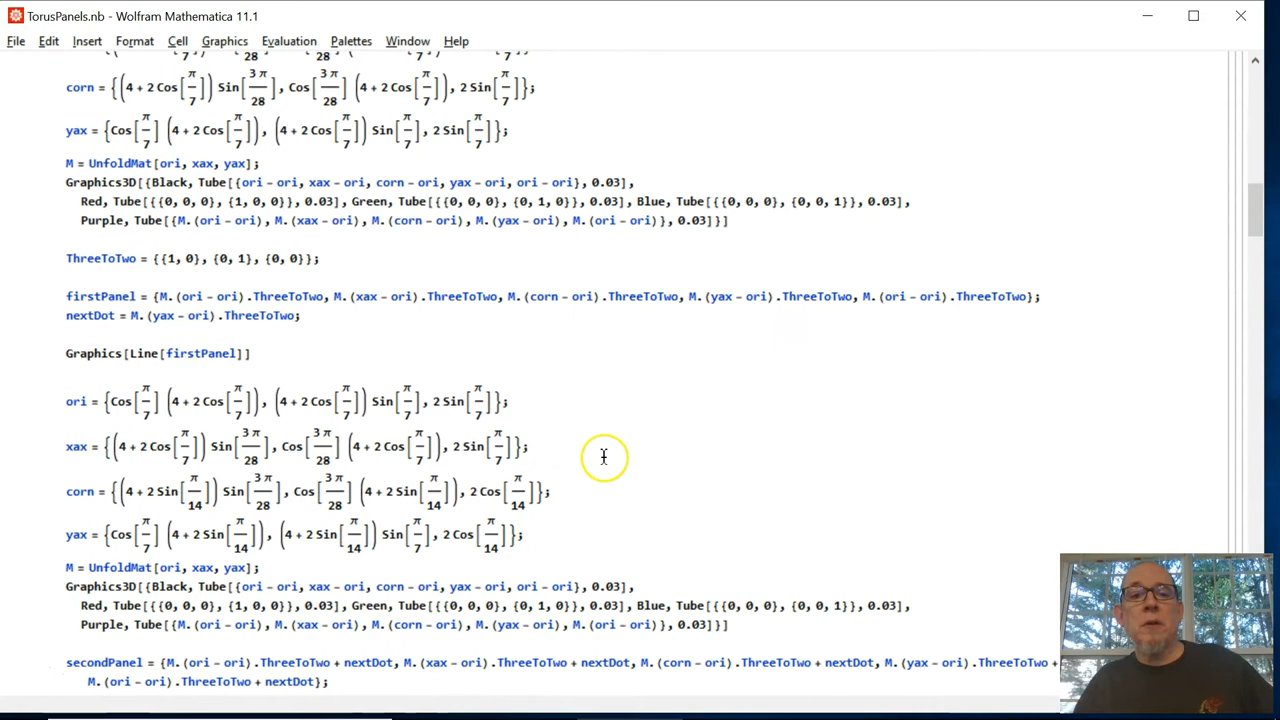 TorusPanels.nb - Wolfram Mathematica 11.1
File Edit Insert Format Cell Graphics Evaluation Palettes Window Help
7 28 28 7 7
corn = {(4 + 2 Cos[π/7]) Sin[3 π/28], Cos[3 π/28] (4 + 2 Cos[π/7]), 2 Sin[π/7]};
yax = {Cos[π/7] (4 + 2 Cos[π/7]), (4 + 2 Cos[π/7]) Sin[π/7], 2 Sin[π/7]};
M = UnfoldMat[ori, xax, yax];
Graphics3D[{Black, Tube[{ori - ori, xax - ori, corn - ori, yax - ori, ori - ori}, 0.03],
Red, Tube[{{0, 0, 0}, {1, 0, 0}}, 0.03], Green, Tube[{{0, 0, 0}, {0, 1, 0}}, 0.03], Blue, Tube[{{0, 0, 0}, {0, 0, 1}}, 0.03],
Purple, Tube[{M.(ori - ori), M.(xax - ori), M.(corn - ori), M.(yax - ori), M.(ori - ori)}, 0.03]}]
ThreeToTwo = {{1, 0}, {0, 1}, {0, 0}};
firstPanel = {M.(ori - ori).ThreeToTwo, M.(xax - ori).ThreeToTwo, M.(corn - ori).ThreeToTwo, M.(yax - ori).ThreeToTwo, M.(ori - ori).ThreeToTwo};
nextDot = M.(yax - ori).ThreeToTwo;
Graphics[Line[firstPanel]]
ori = {Cos[π/7] (4 + 2 Cos[π/7]), (4 + 2 Cos[π/7]) Sin[π/7], 2 Sin[π/7]};
xax = {(4 + 2 Cos[π/7]) Sin[3 π/28], Cos[3 π/28] (4 + 2 Cos[π/7]), 2 Sin[π/7]};
corn = {(4 + 2 Sin[π/14]) Sin[3 π/28], Cos[3 π/28] (4 + 2 Sin[π/14]), 2 Cos[π/14]};
yax = {Cos[π/7] (4 + 2 Sin[π/14]), (4 + 2 Sin[π/14]) Sin[π/7], 2 Cos[π/14]};
M = UnfoldMat[ori, xax, yax];
Graphics3D[{Black, Tube[{ori - ori, xax - ori, corn - ori, yax - ori, ori - ori}, 0.03],
Red, Tube[{{0, 0, 0}, {1, 0, 0}}, 0.03], Green, Tube[{{0, 0, 0}, {0, 1, 0}}, 0.03], Blue, Tube[{{0, 0, 0}, {0, 0, 1}}, 0.03],
Purple, Tube[{M.(ori - ori), M.(xax - ori), M.(corn - ori), M.(yax - ori), M.(ori - ori)}, 0.03]}]
secondPanel = {M.(ori - ori).ThreeToTwo + nextDot, M.(xax - ori).ThreeToTwo + nextDot, M.(corn - ori).ThreeToTwo + nextDot, M.(yax - ori).ThreeToTwo +
M.(ori - ori).ThreeToTwo + nextDot};